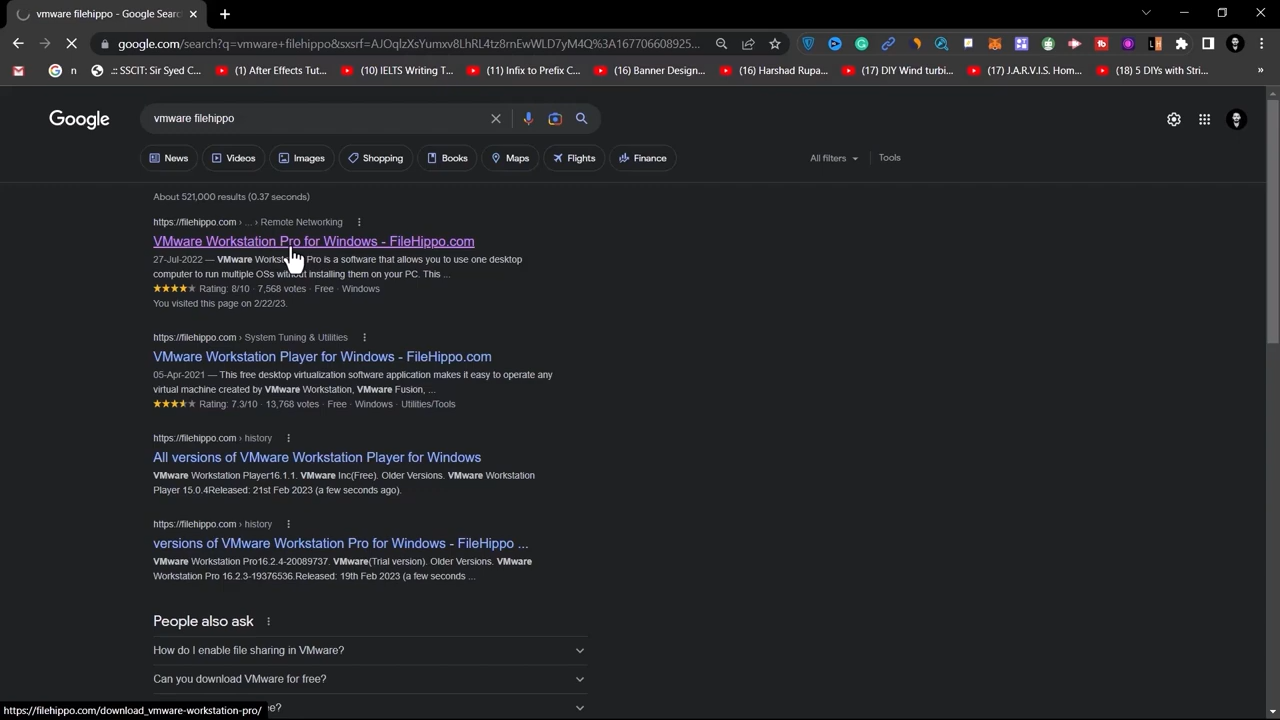 vmware filehippo - Google Searc
google.com/search?q=vmware+filehippo&sxsrf=AJOqlzXsYumxv8LhRL4tz8rnEwWLD7yM4Q%3A167706608925...
n
.:: SSCIT: Sir Syed C...
(1) After Effects Tut...
(10) IELTS Writing T...
(11) Infix to Prefix C...
(16) Banner Design...
(16) Harshad Rupa...
(17) DIY Wind turbi...
(17) J.A.R.V.I.S. Hom...
(18) 5 DIYs with Stri...
»
Google
vmware filehippo
News
Videos
Images
Shopping
Books
Maps
Flights
Finance
All filters
Tools
About 521,000 results (0.37 seconds)
https://filehippo.com › ... › Remote Networking
VMware Workstation Pro for Windows - FileHippo.com
27-Jul-2022 — VMware Workstation Pro is a software that allows you to use one desktop
computer to run multiple OSs without installing them on your PC. This ...
Rating: 8/10 · 7,568 votes · Free · Windows
You visited this page on 2/22/23.
https://filehippo.com › System Tuning & Utilities
VMware Workstation Player for Windows - FileHippo.com
05-Apr-2021 — This free desktop virtualization software application makes it easy to operate any
virtual machine created by VMware Workstation, VMware Fusion, ...
Rating: 7.3/10 · 13,768 votes · Free · Windows · Utilities/Tools
https://filehippo.com › history
All versions of VMware Workstation Player for Windows
VMware Workstation Player16.1.1. VMware Inc(Free). Older Versions. VMware Workstation
Player 15.0.4Released: 21st Feb 2023 (a few seconds ago).
https://filehippo.com › history
versions of VMware Workstation Pro for Windows - FileHippo ...
VMware Workstation Pro16.2.4-20089737. VMware(Trial version). Older Versions. VMware
Workstation Pro 16.2.3-19376536.Released: 19th Feb 2023 (a few seconds ...
People also ask
How do I enable file sharing in VMware?
Can you download VMware for free?
e?
https://filehippo.com/download_vmware-workstation-pro/